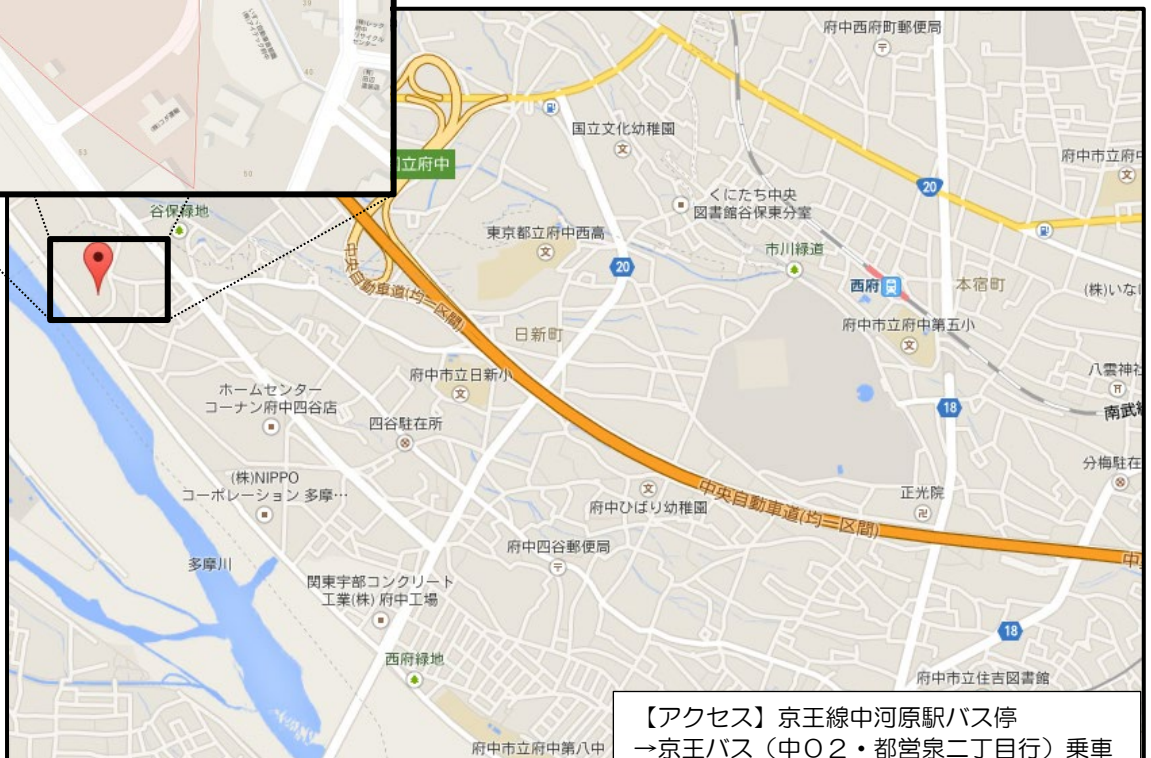 39
40
53
50
府中西府町郵便局
国立文化幼稚園
立府中
府中市立府中
谷保緑地
くにたち中央
図書館谷保東分室
20
東京都立府中西高
市川緑道
20
西府
本宿町
中央自動車道(均一区間)
(株)いな
日新町
府中市立府中第五小
府中市立日新小
八雲神社
ホームセンター
コーナン府中四谷店
18
南武
四谷駐在所
分梅駐在
(株)NIPPO
コーポレーション 多摩…
正光院
府中ひばり幼稚園
中央自動車道(均一区間)
府中四谷郵便局
多摩川
中
関東宇部コンクリート
工業(株) 府中工場
18
西府緑地
府中市立住吉図書館
府中市立府中第八中
【アクセス】京王線中河原駅バス停
→京王バス（中０２・都営泉二丁目行）乗車